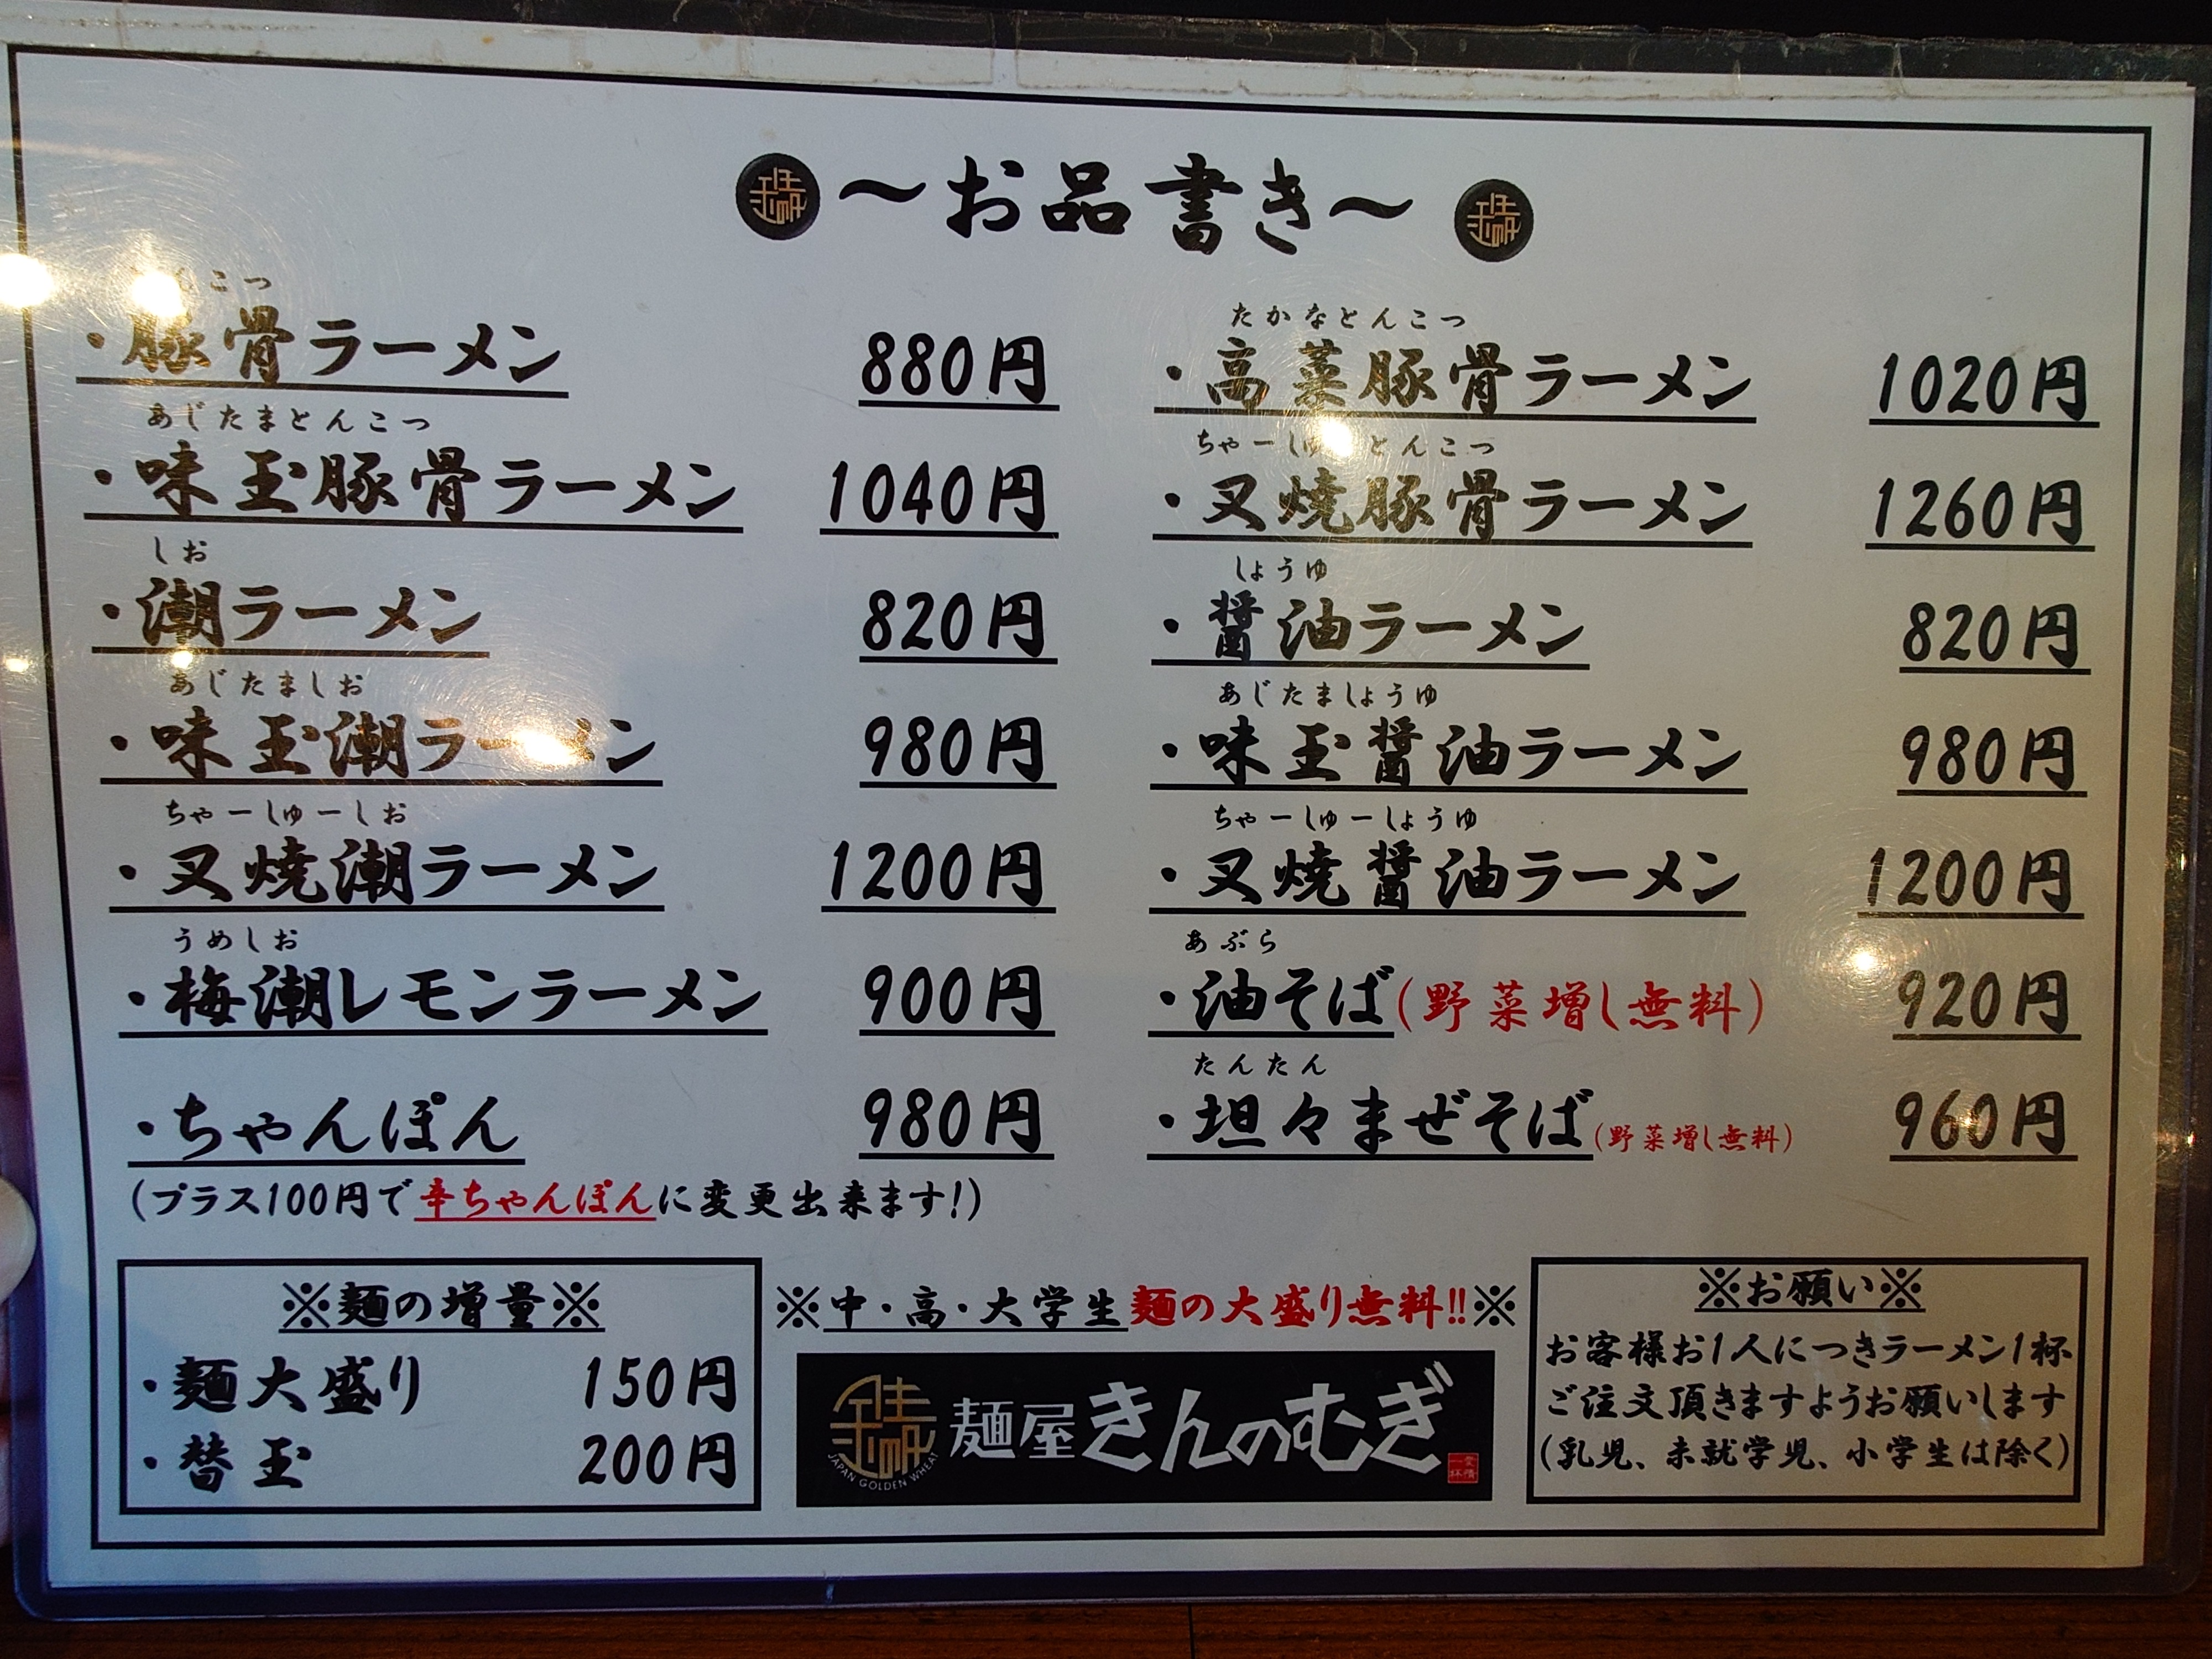 ～お品書き～
こつ
・豚骨ラーメン 880円
あじたまとんこつ
・味玉豚骨ラーメン 1040円
しお
・潮ラーメン 820円
あじたましお
・味玉潮ラーメン 980円
ちゃーしゅーしお
・叉焼潮ラーメン 1200円
うめしお
・梅潮レモンラーメン 900円
・ちゃんぽん 980円
(プラス100円で辛ちゃんぽんに変更出来ます!)
たかなとんこつ
・高菜豚骨ラーメン 1020円
ちゃーしゅーとんこつ
・叉焼豚骨ラーメン 1260円
しょうゆ
・醤油ラーメン 820円
あじたましょうゆ
・味玉醤油ラーメン 980円
ちゃーしゅーしょうゆ
・叉焼醤油ラーメン 1200円
あぶら
・油そば(野菜増し無料) 920円
たんたん
・坦々まぜそば(野菜増し無料) 960円
※麺の増量※
・麺大盛り 150円
・替玉 200円
※中・高・大学生麺の大盛り無料!!※
麺屋きんのむぎ
JAPAN GOLDEN WHEAT
※お願い※
お客様お1人につきラーメン1杯
ご注文頂きますようお願いします
(乳児、未就学児、小学生は除く)